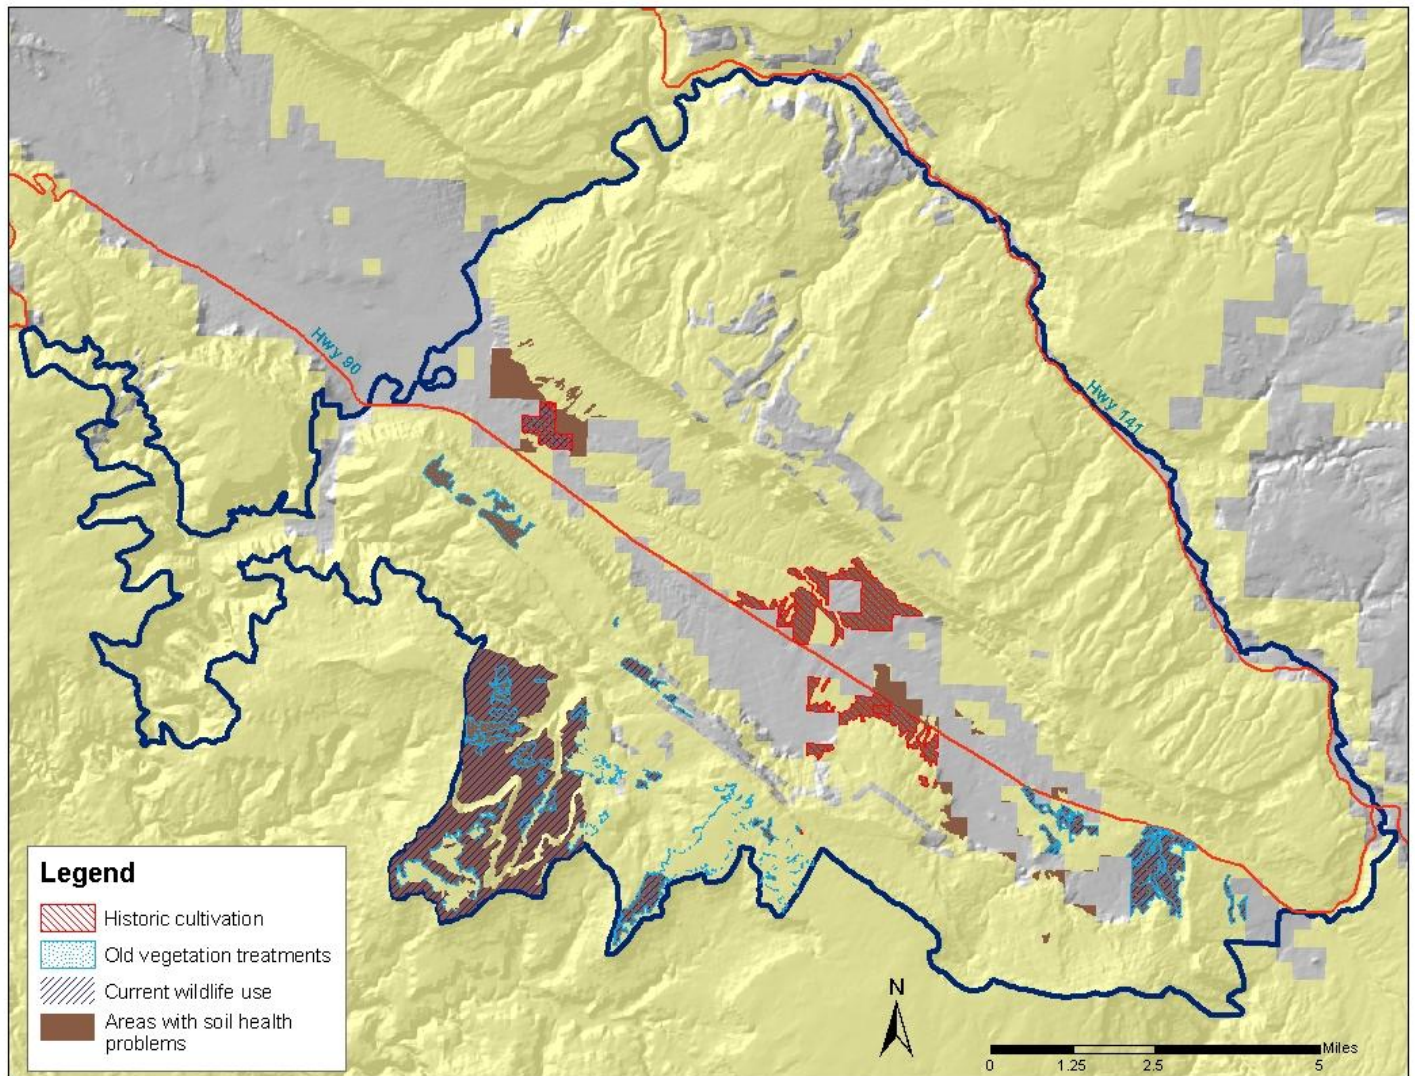 Hwy 90
Hwy 141
Legend
Historic cultivation
Old vegetation treatments
Current wildlife use
Areas with soil health
problems
N
Miles
0 1.25 2.5 5